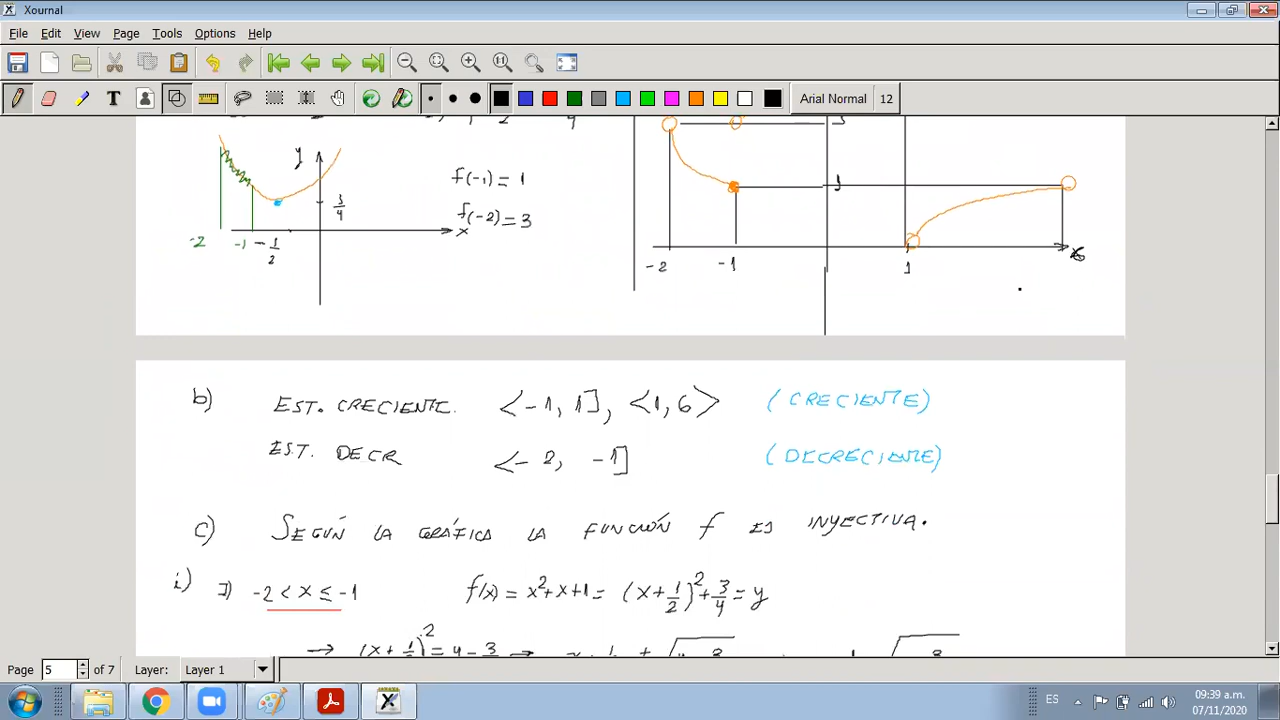 Xournal
File Edit View Page Tools Options Help
Arial Normal 12
y
3/4
f(-1) = 1
f(-2) = 3
-2 -1 -1/2
x
1
-2 -1 1
b) EST. CRECIENTE. <-1, 1], <1, 6> (CRECIENTE)
EST. DECR <-2, -1] (DECRECIENTE)
c) SEGÚN LA GRÁFICA LA FUNCIÓN f ES INYECTIVA.
i) -2 < x ≤ -1 f(x) = x²+x+1 = (x+1/2)²+3/4 = y
Page 5 of 7 Layer: Layer 1
ES 09:39 a.m.
07/11/2020